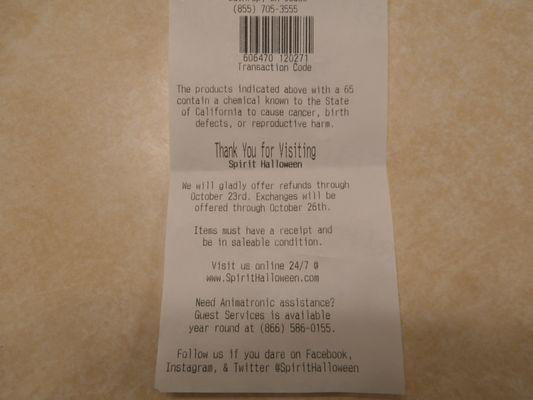 (855) 705-3555
606470 120271
Transaction Code
The products indicated above with a 65
contain a chemical known to the State
of California to cause cancer, birth
defects, or reproductive harm.
Thank You for Visiting
Spirit Halloween
We will gladly offer refunds through
October 23rd. Exchanges will be
offered through October 26th.
Items must have a receipt and
be in saleable condition.
Visit us online 24/7 @
www.SpiritHalloween.com
Need Animatronic assistance?
Guest Services is available
year round at (866) 586-0155.
Follow us if you dare on Facebook,
Instagram, & Twitter @SpiritHalloween